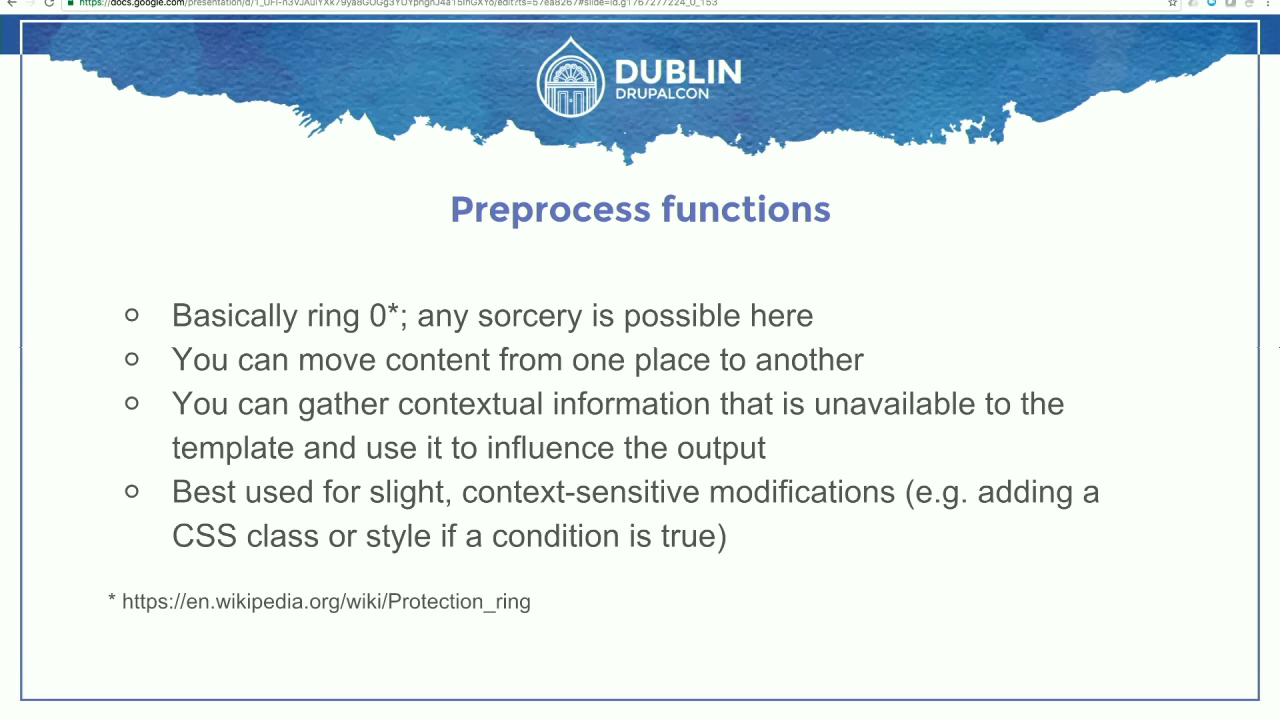 DUBLIN
DRUPALCON
Preprocess functions
Basically ring 0*; any sorcery is possible here
You can move content from one place to another
You can gather contextual information that is unavailable to the
template and use it to influence the output
Best used for slight, context-sensitive modifications (e.g. adding a
CSS class or style if a condition is true)
* https://en.wikipedia.org/wiki/Protection_ring